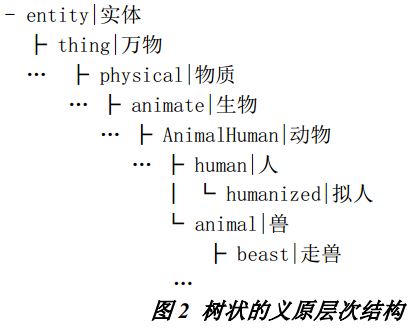 - entity|实体
├ thing|万物
… ├ physical|物质
… ├ animate|生物
… ├ AnimalHuman|动物
… ├ human|人
│ └ humanized|拟人
└ animal|兽
├ beast|走兽
…
图2 树状的义原层次结构